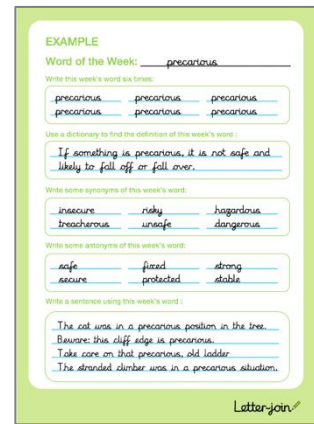 EXAMPLE
Word of the Week: precarious
Write this week's word six times:
precarious precarious precarious
precarious precarious precarious
Use a dictionary to find the definition of this week's word :
If something is precarious, it is not safe and
likely to fall off or fall over.
Write some synonyms of this week's word:
insecure risky hazardous
treacherous unsafe dangerous
Write some antonyms of this week's word:
safe fixed strong
secure protected stable
Write a sentence using this week's word :
The cat was in a precarious position in the tree.
Beware: this cliff edge is precarious.
Take care on that precarious, old ladder
The stranded climber was in a precarious situation.
Letter-join